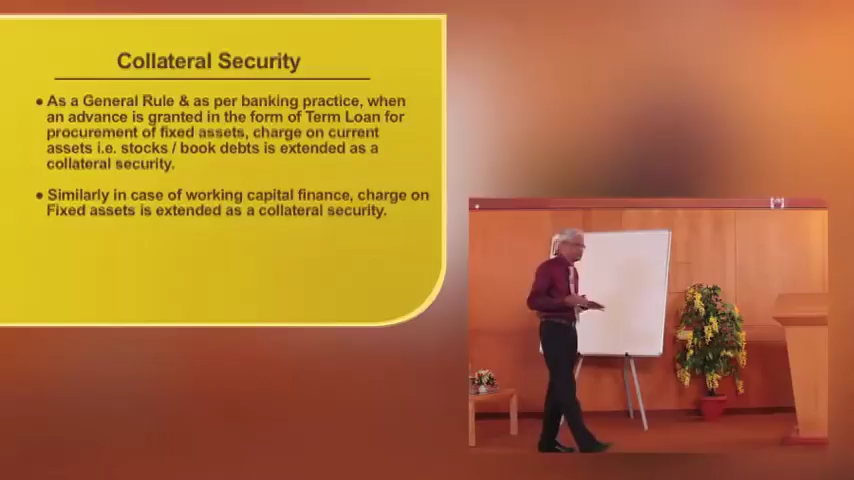 Collateral Security
• As a General Rule & as per banking practice, when
an advance is granted in the form of Term Loan for
procurement of fixed assets, charge on current
assets i.e. stocks / book debts is extended as a
collateral security.
• Similarly in case of working capital finance, charge on
Fixed assets is extended as a collateral security.